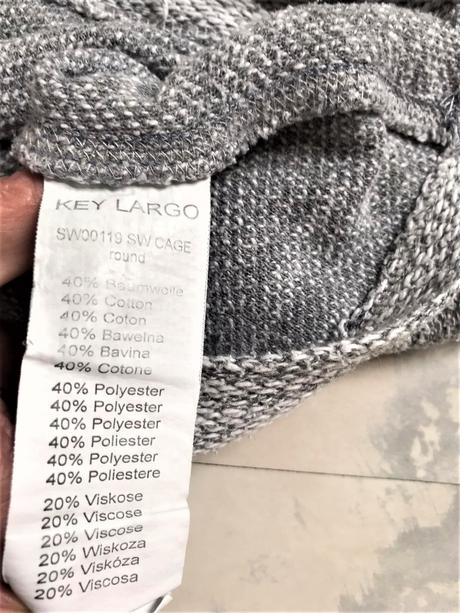 KEY LARGO
SW00119 SW CAGE
round
40% Baumwolle
40% Cotton
40% Coton
40% Bawełna
40% Bavlna
40% Cotone
40% Polyester
40% Polyester
40% Polyester
40% Poliester
40% Polyester
40% Poliestere
20% Viskose
20% Viscose
20% Viscose
20% Wiskoza
20% Viskóza
20% Viscosa